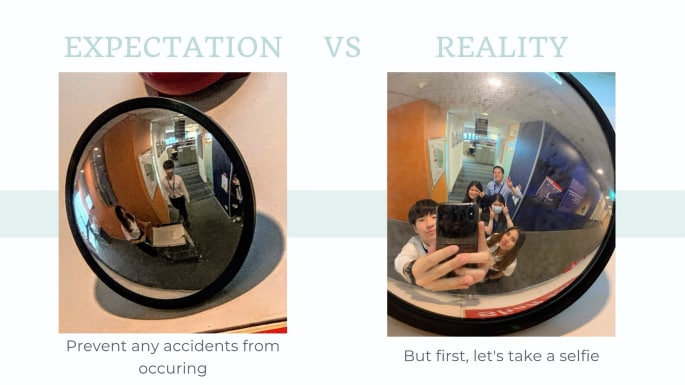 EXPECTATION VS REALITY
Prevent any accidents from
occuring
But first, let's take a selfie